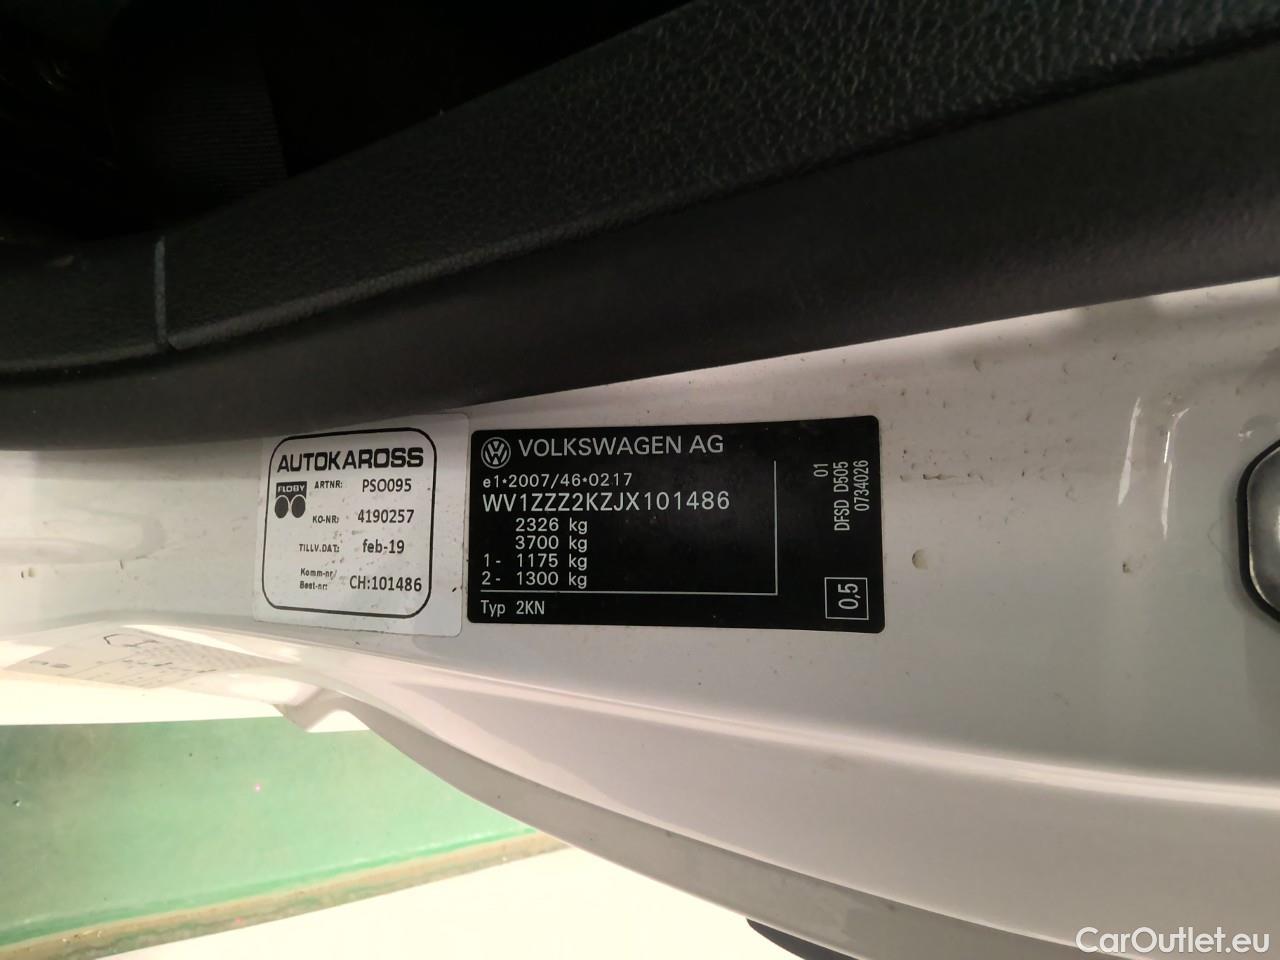 AUTOKAROSS
FLOBY
ARTNR: PSO095
KO-NR: 4190257
TILLV.DAT: feb-19
Komm-nr/
Best-nr: CH:101486
VOLKSWAGEN AG
e1*2007/46*0217
WV1ZZZ2KZJX101486
2326 kg
3700 kg
1- 1175 kg
2- 1300 kg
Typ 2KN
01
DFSD D505
0734026
0,5
CarOutlet.eu